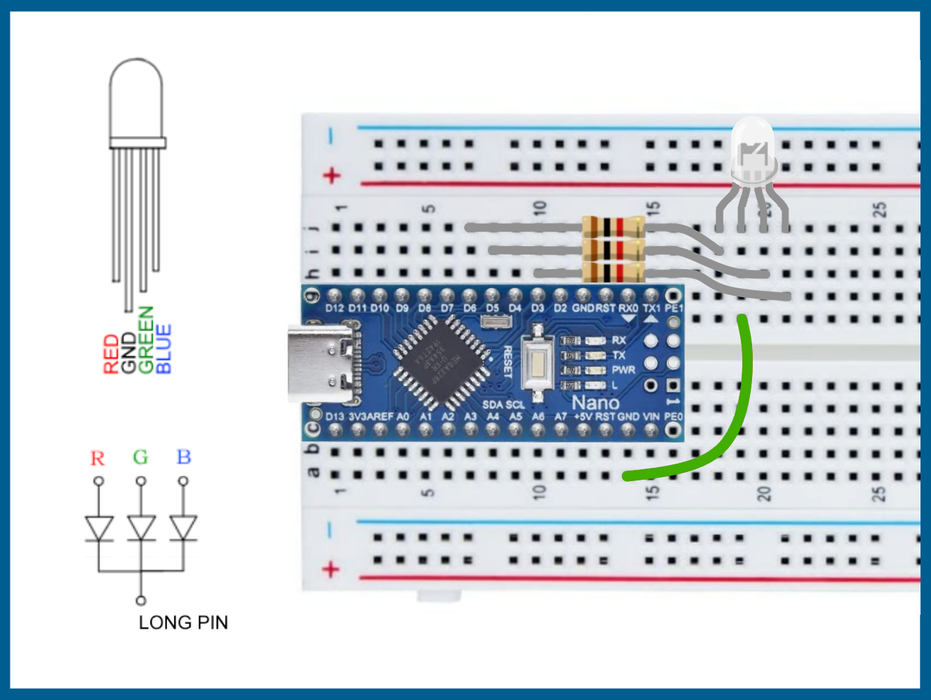 RED
GND
GREEN
BLUE
R G B
LONG PIN
−
+
1 5 10 15 20 25
j
i
h
g
D12 D11 D10 D9 D8 D7 D6 D5 D4 D3 D2 GND RST RX0 TX1 PE1
RESET
RX
TX
PWR
L
1
Nano
SDA SCL
D13 3V3 AREF A0 A1 A2 A3 A4 A5 A6 A7 +5V RST GND VIN PE0
c
b
a
1 5 10 15 20 25
−
+